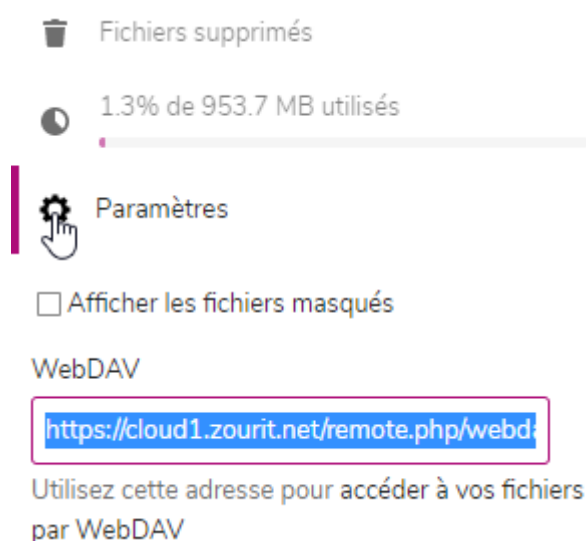 Fichiers supprimés
1.3% de 953.7 MB utilisés
Paramètres
Afficher les fichiers masqués
WebDAV
https://cloud1.zourit.net/remote.php/webda
Utilisez cette adresse pour accéder à vos fichiers
par WebDAV